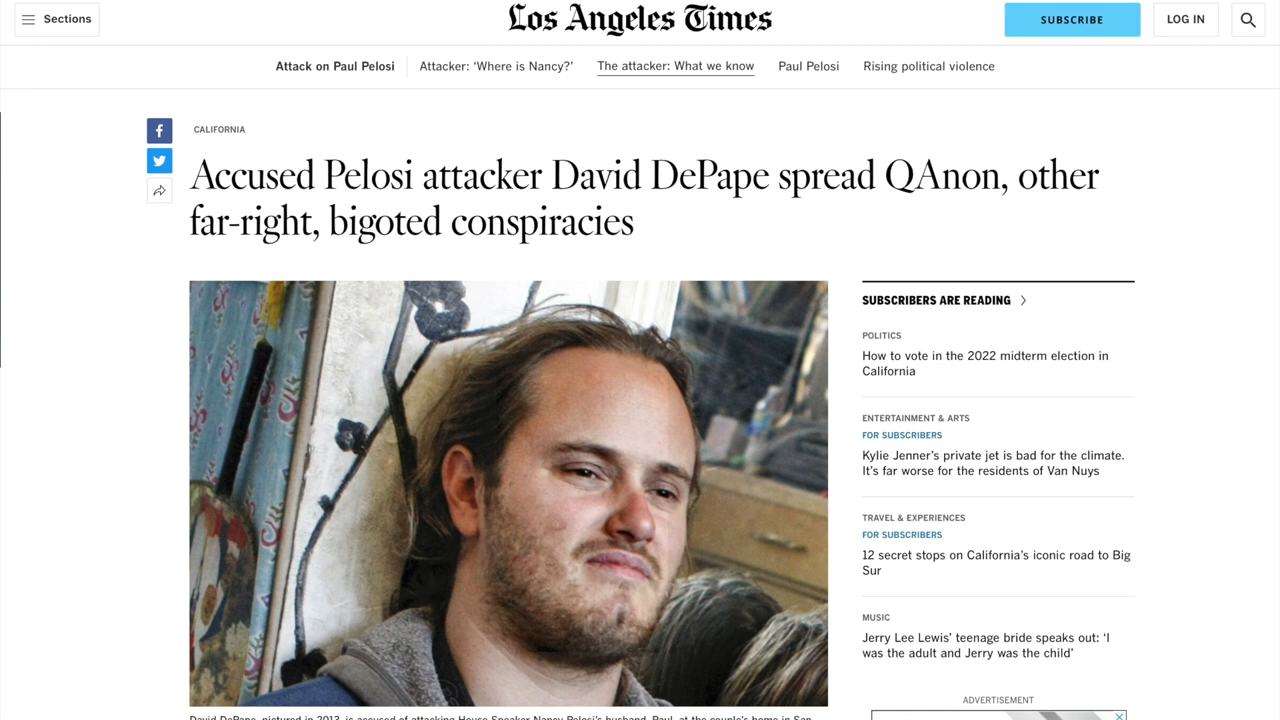 Sections
Los Angeles Times
SUBSCRIBE
LOG IN
Attack on Paul Pelosi
Attacker: ‘Where is Nancy?’
The attacker: What we know
Paul Pelosi
Rising political violence
CALIFORNIA
Accused Pelosi attacker David DePape spread QAnon, other
far-right, bigoted conspiracies
SUBSCRIBERS ARE READING
POLITICS
How to vote in the 2022 midterm election in
California
ENTERTAINMENT & ARTS
FOR SUBSCRIBERS
Kylie Jenner’s private jet is bad for the climate.
It’s far worse for the residents of Van Nuys
TRAVEL & EXPERIENCES
FOR SUBSCRIBERS
12 secret stops on California’s iconic road to Big
Sur
MUSIC
Jerry Lee Lewis’ teenage bride speaks out: ‘I
was the adult and Jerry was the child’
ADVERTISEMENT
David DePape, pictured in 2013, is accused of attacking House Speaker Nancy Pelosi’s husband, Paul, at the couple’s home in San